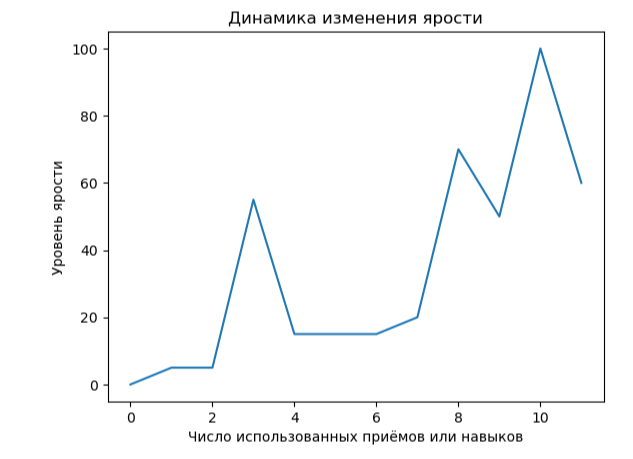 Динамика изменения ярости
100
80
60
40
20
0
Уровень ярости
0 2 4 6 8 10
Число использованных приёмов или навыков